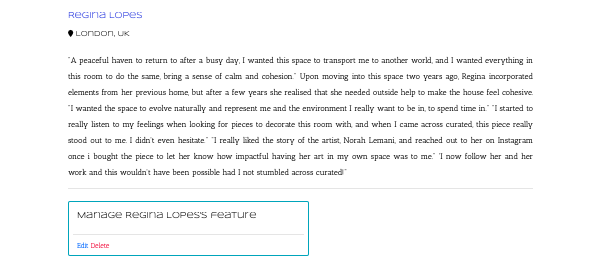 Regina Lopes
London, UK
"A peaceful haven to return to after a busy day, I wanted this space to transport me to another world, and I wanted everything in
this room to do the same, bring a sense of calm and cohesion." Upon moving into this space two years ago, Regina incorporated
elements from her previous home, but after a few years she realised that she needed outside help to make the house feel cohesive.
"I wanted the space to evolve naturally and represent me and the environment I really want to be in, to spend time in." "I started to
really listen to my feelings when looking for pieces to decorate this room with, and when I came across curated, this piece really
stood out to me. I didn't even hesitate." "I really liked the story of the artist, Norah Lemani, and reached out to her on Instagram
once i bought the piece to let her know how impactful having her art in my own space was to me." "I now follow her and her
work and this wouldn't have been possible had I not stumbled across curated!"
Manage Regina Lopes's Feature
Edit Delete